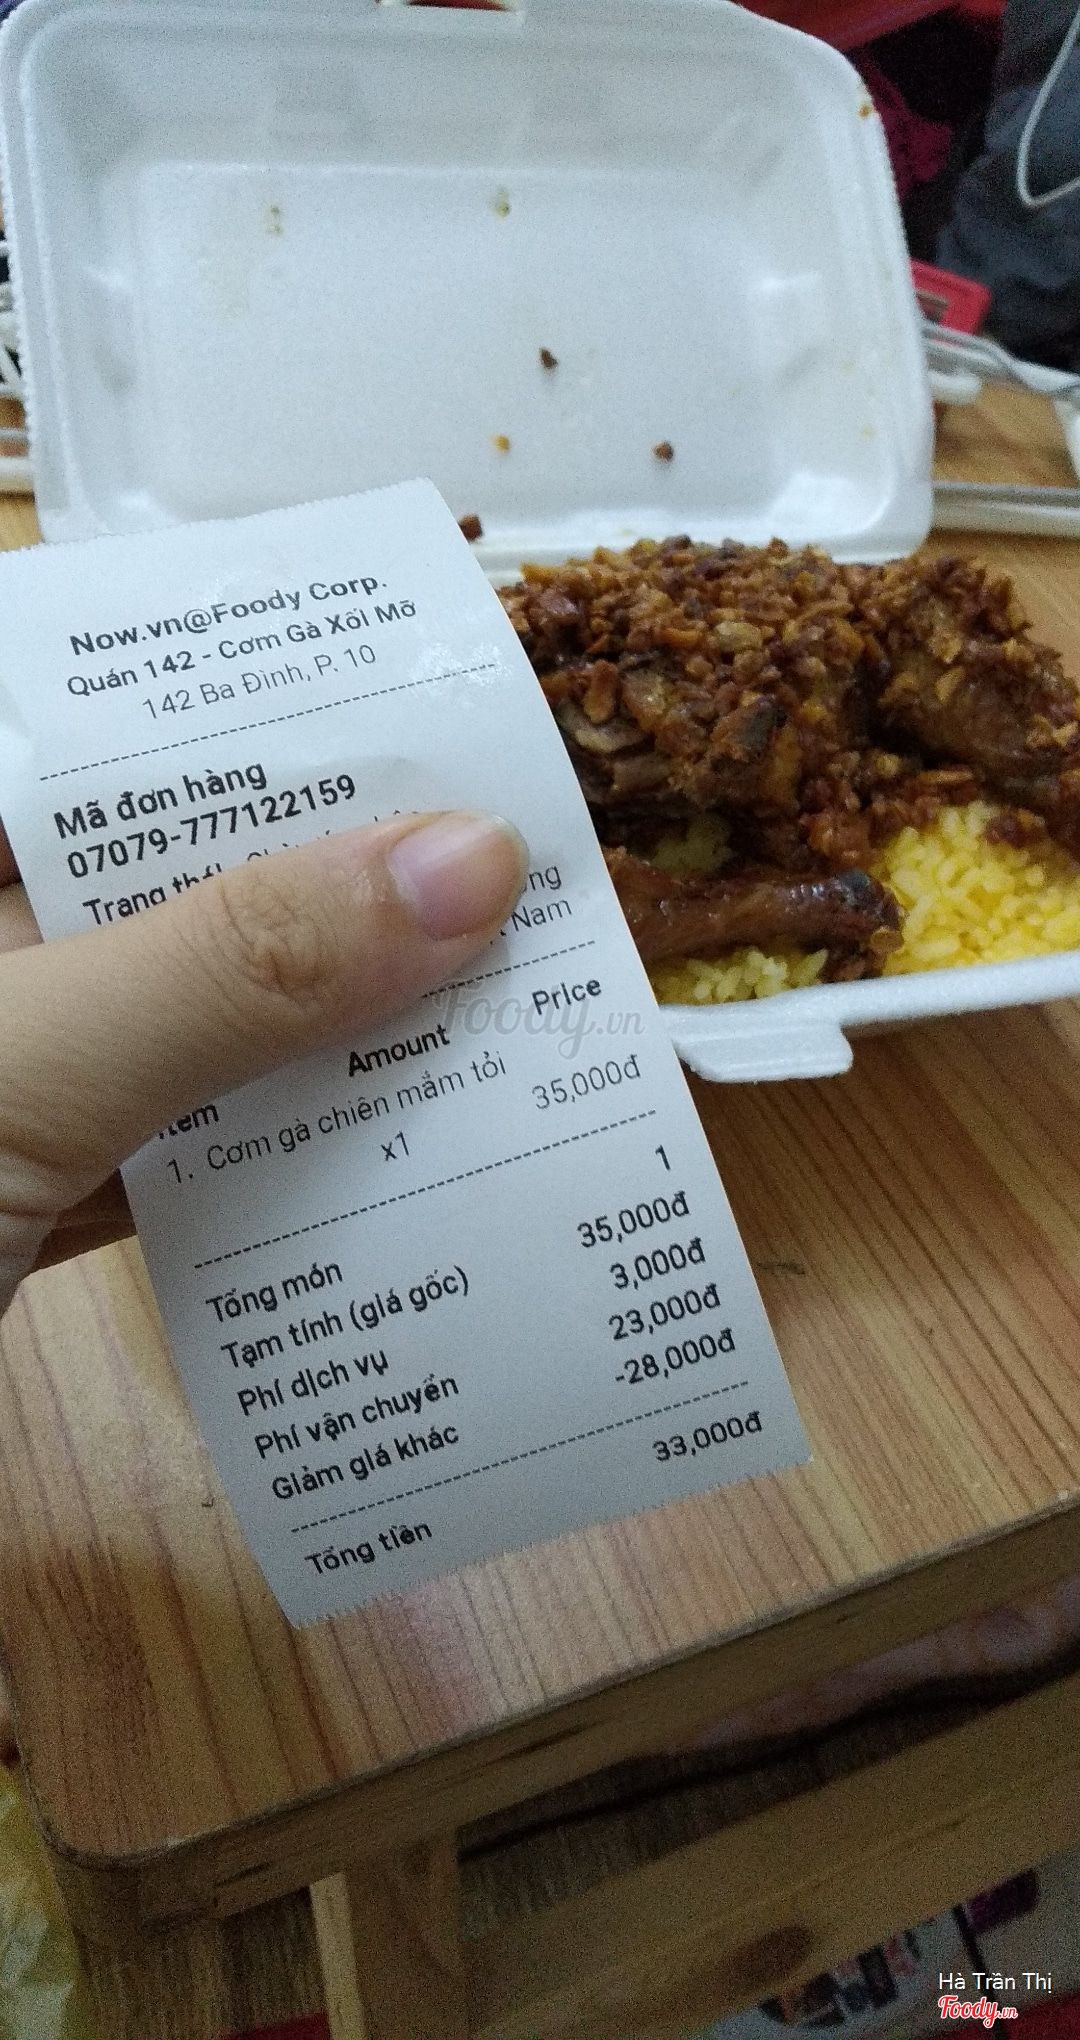 Now.vn@Foody Corp.
Quán 142 - Cơm Gà Xối Mỡ
142 Ba Đình, P. 10
Mã đơn hàng
07079-777122159
Trang
Nam
Amount Price
1. Cơm gà chiên mắm tỏi
x1 35,000đ
Tổng món 1
Tạm tính (giá gốc) 35,000đ
Phí dịch vụ 3,000đ
Phí vận chuyển 23,000đ
Giảm giá khác -28,000đ
Tổng tiền 33,000đ
Foody.vn
Hà Trần Thị
Foody.vn